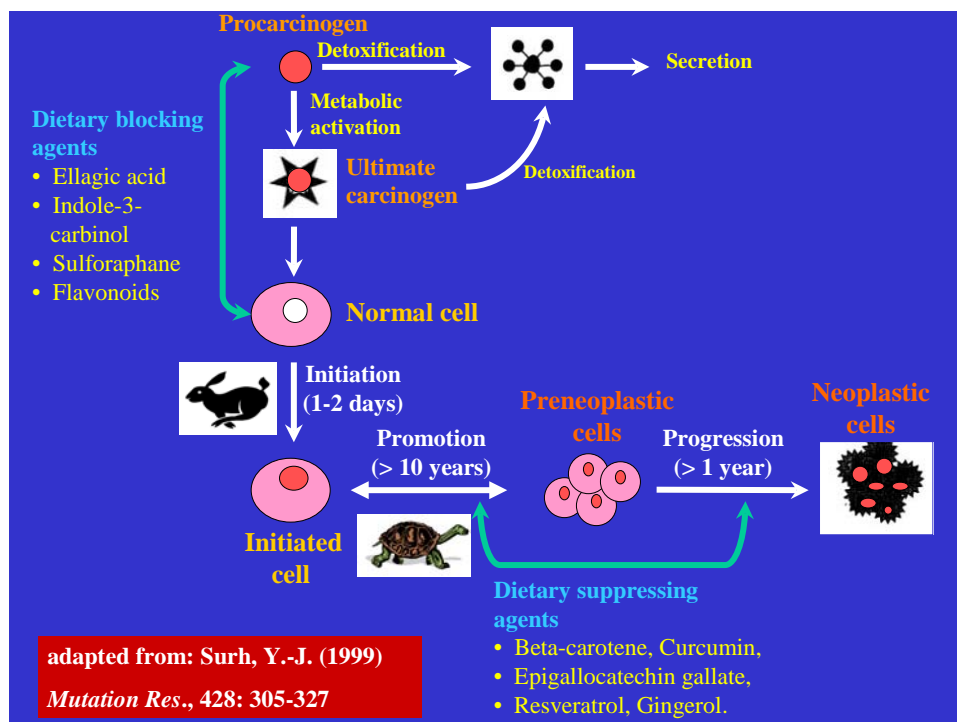 Procarcinogen
Detoxification
Secretion
Metabolic
activation
Dietary blocking
agents
• Ellagic acid
• Indole-3-
carbinol
• Sulforaphane
• Flavonoids
Ultimate
carcinogen
Detoxification
Normal cell
Initiation
(1-2 days)
Preneoplastic
cells
Neoplastic
cells
Promotion
(> 10 years)
Progression
(> 1 year)
Initiated
cell
Dietary suppressing
agents
• Beta-carotene, Curcumin,
• Epigallocatechin gallate,
• Resveratrol, Gingerol.
adapted from: Surh, Y.-J. (1999)
Mutation Res., 428: 305-327